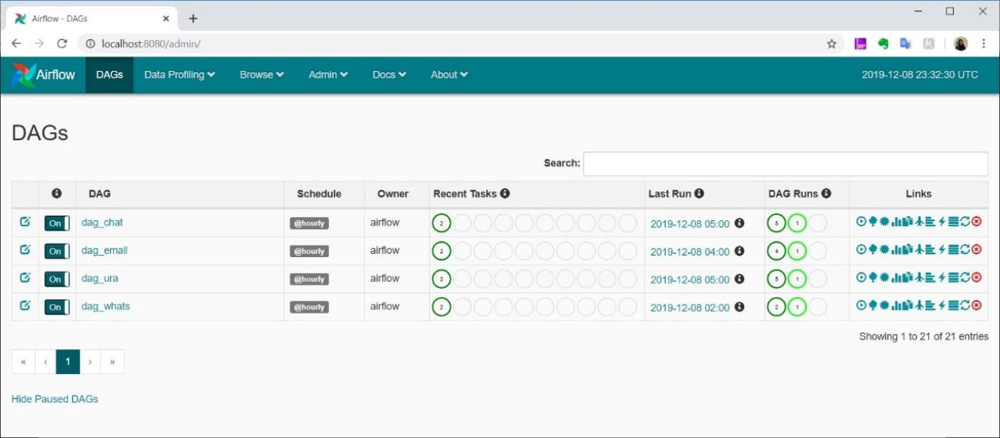 Airflow - DAGs
localhost:8080/admin/
Airflow DAGs Data Profiling Browse Admin Docs About 2019-12-08 23:32:30 UTC
DAGs
Search:
DAG Schedule Owner Recent Tasks Last Run DAG Runs Links
On dag_chat @hourly airflow 2 2019-12-08 05:00 5 1
On dag_email @hourly airflow 2 2019-12-08 04:00 4 1
On dag_ura @hourly airflow 2 2019-12-08 05:00 5 1
On dag_whats @hourly airflow 2 2019-12-08 02:00 2 1
Showing 1 to 21 of 21 entries
« ‹ 1 › »
Hide Paused DAGs